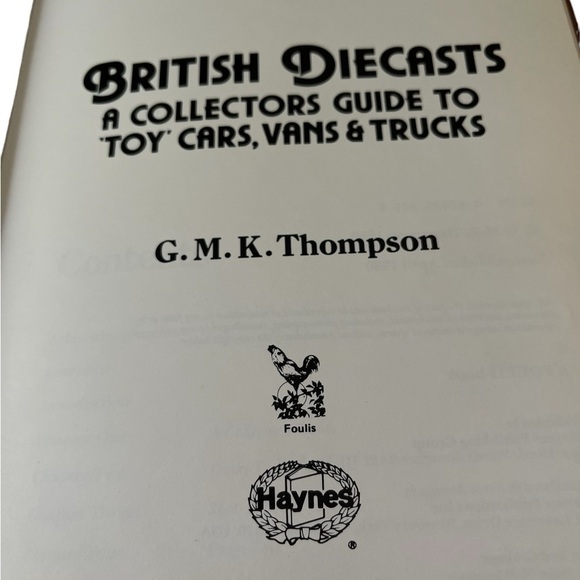 BRITISH DIECASTS
A COLLECTORS GUIDE TO
'TOY' CARS, VANS & TRUCKS
G. M. K. Thompson
Foulis
Haynes
®